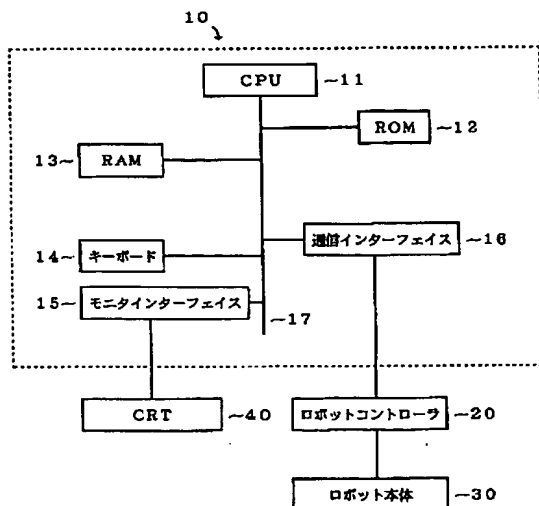 10
CPU ~11
ROM ~12
13~ RAM
通信インターフェイス ~16
14~ キーボード
15~ モニタインターフェイス
~17
CRT ~40
ロボットコントローラ ~20
ロボット本体 ~30